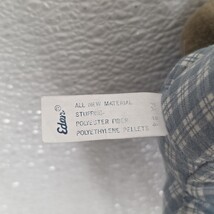 Eden®
ALL NEW MATERIAL
STUFFED
POLYESTER FIBER
POLYETHYLENE PELLETS